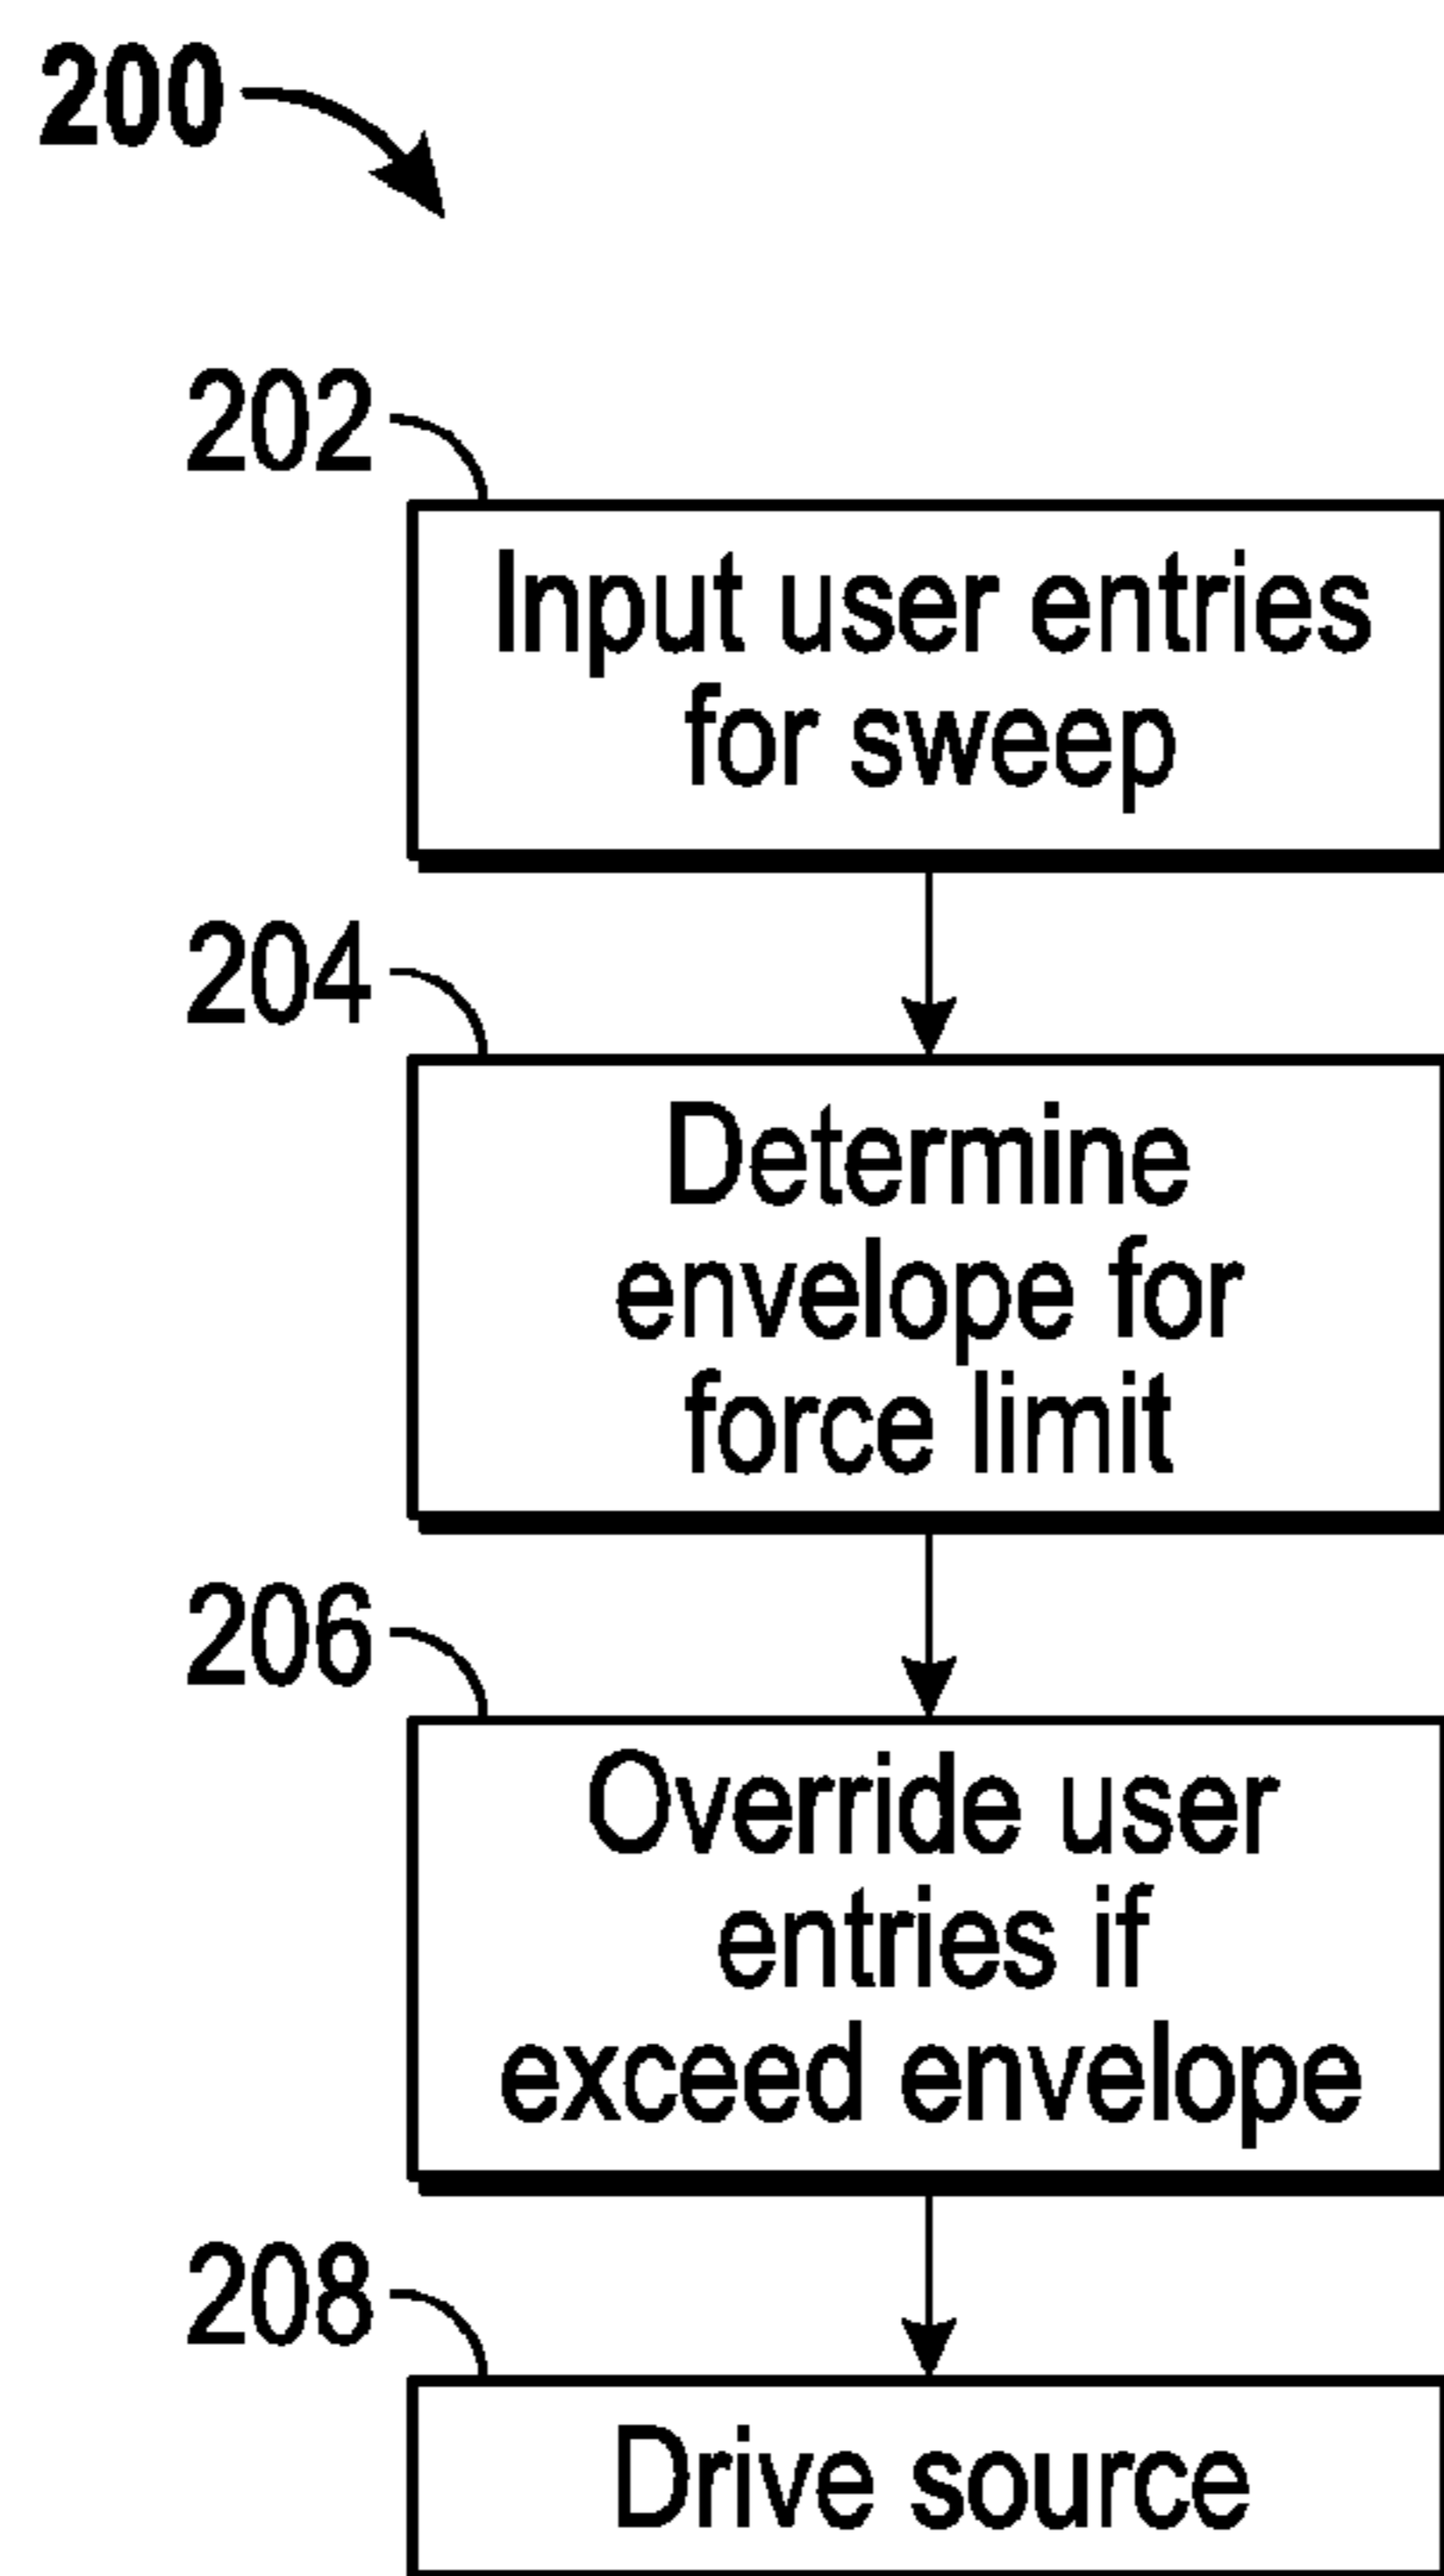 200
202
Input user entries
for sweep
204
Determine
envelope for
force limit
206
Override user
entries if
exceed envelope
208
Drive source